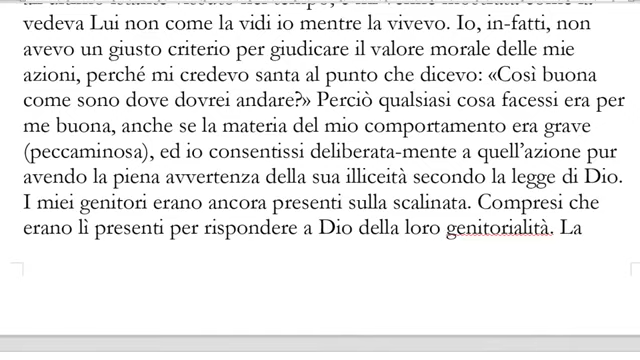 vedeva Lui non come la vidi io mentre la vivevo. Io, in-fatti, non
avevo un giusto criterio per giudicare il valore morale delle mie
azioni, perché mi credevo santa al punto che dicevo: «Così buona
come sono dove dovrei andare?» Perciò qualsiasi cosa facessi era per
me buona, anche se la materia del mio comportamento era grave
(peccaminosa), ed io consentissi deliberata-mente a quell’azione pur
avendo la piena avvertenza della sua illiceità secondo la legge di Dio.
I miei genitori erano ancora presenti sulla scalinata. Compresi che
erano lì presenti per rispondere a Dio della loro genitorialità. La